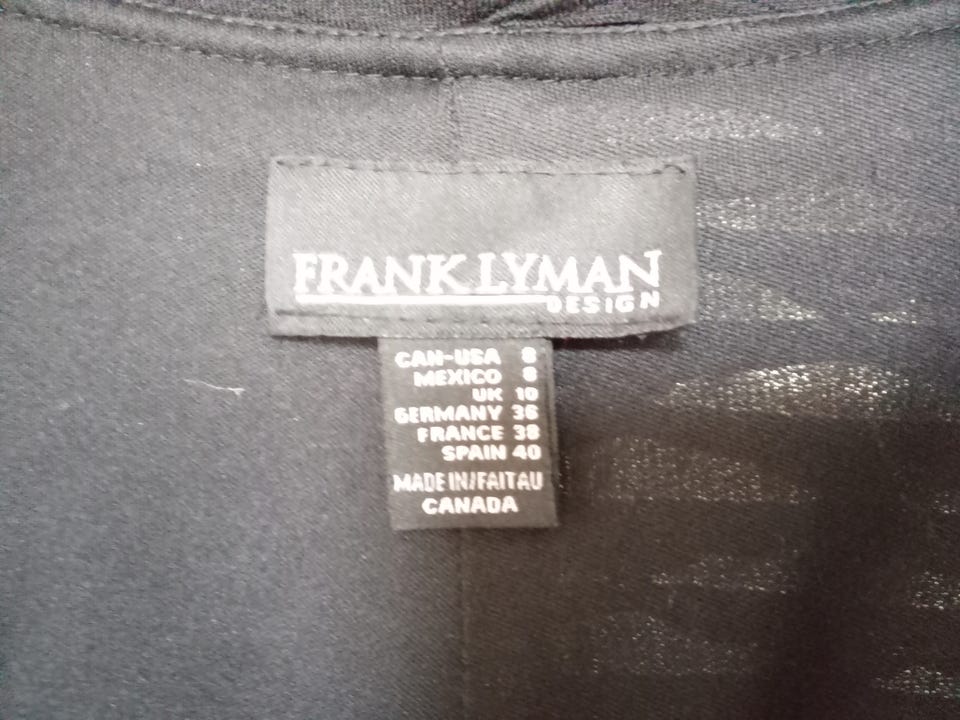 FRANK LYMAN
DESIGN
CAN-USA 8
MEXICO 8
UK 10
GERMANY 36
FRANCE 38
SPAIN 40
MADE IN/FAIT AU
CANADA